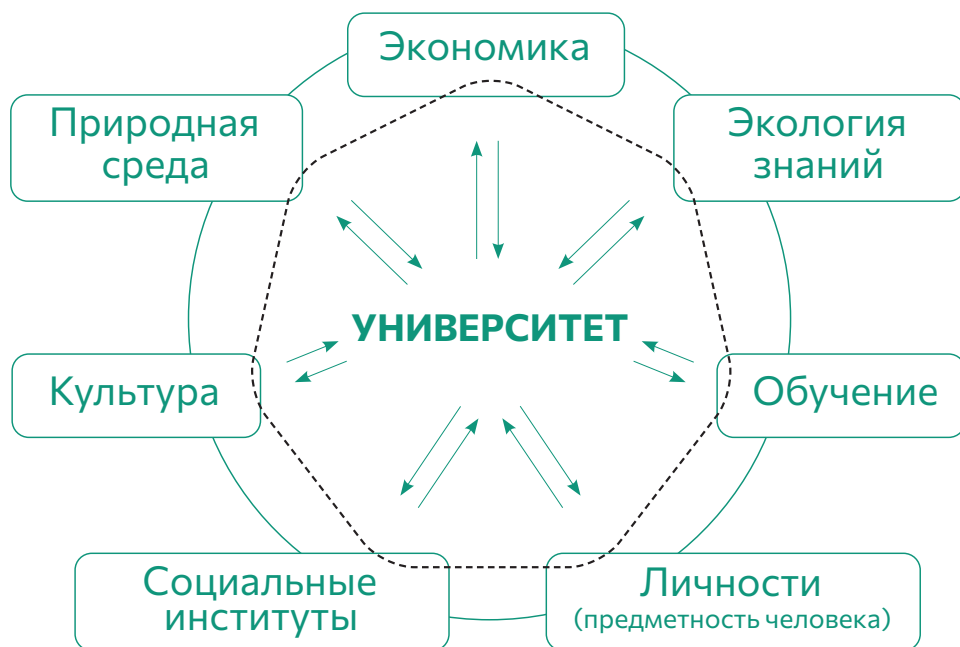 Экономика
Природная
среда
Экология
знаний
УНИВЕРСИТЕТ
Культура
Обучение
Социальные
институты
Личности
(предметность человека)